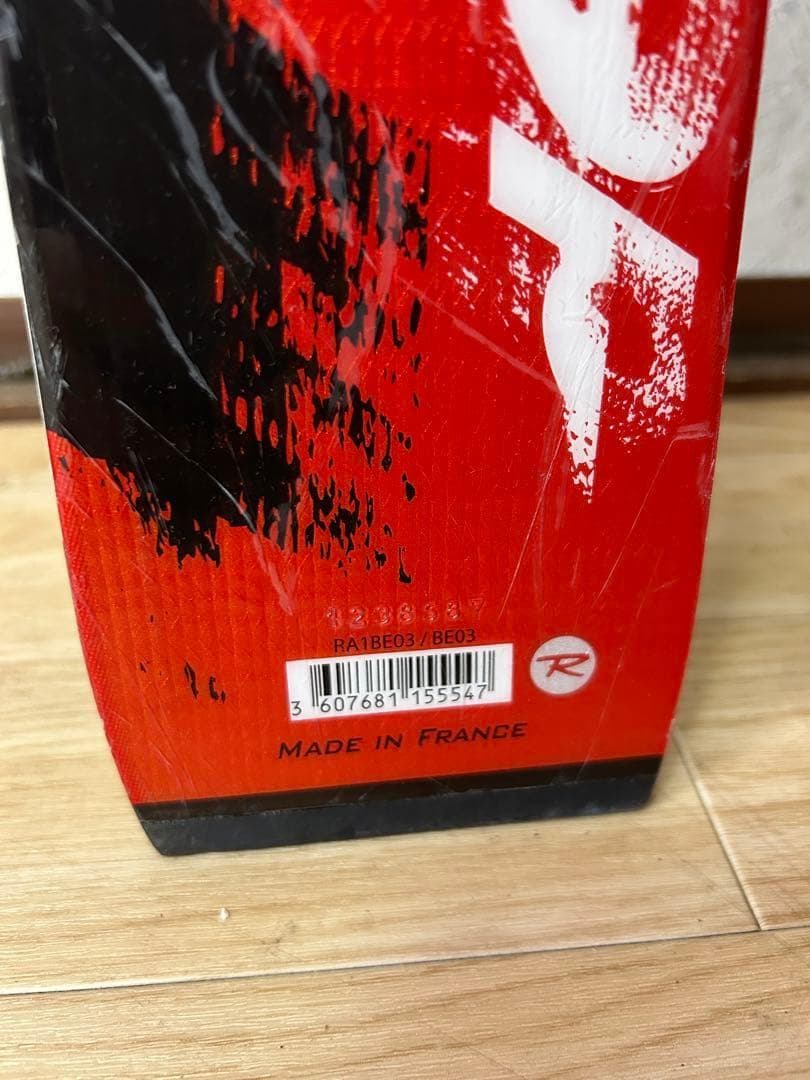 RA1BE03 / BE03
3 607681 155547
R
MADE IN FRANCE